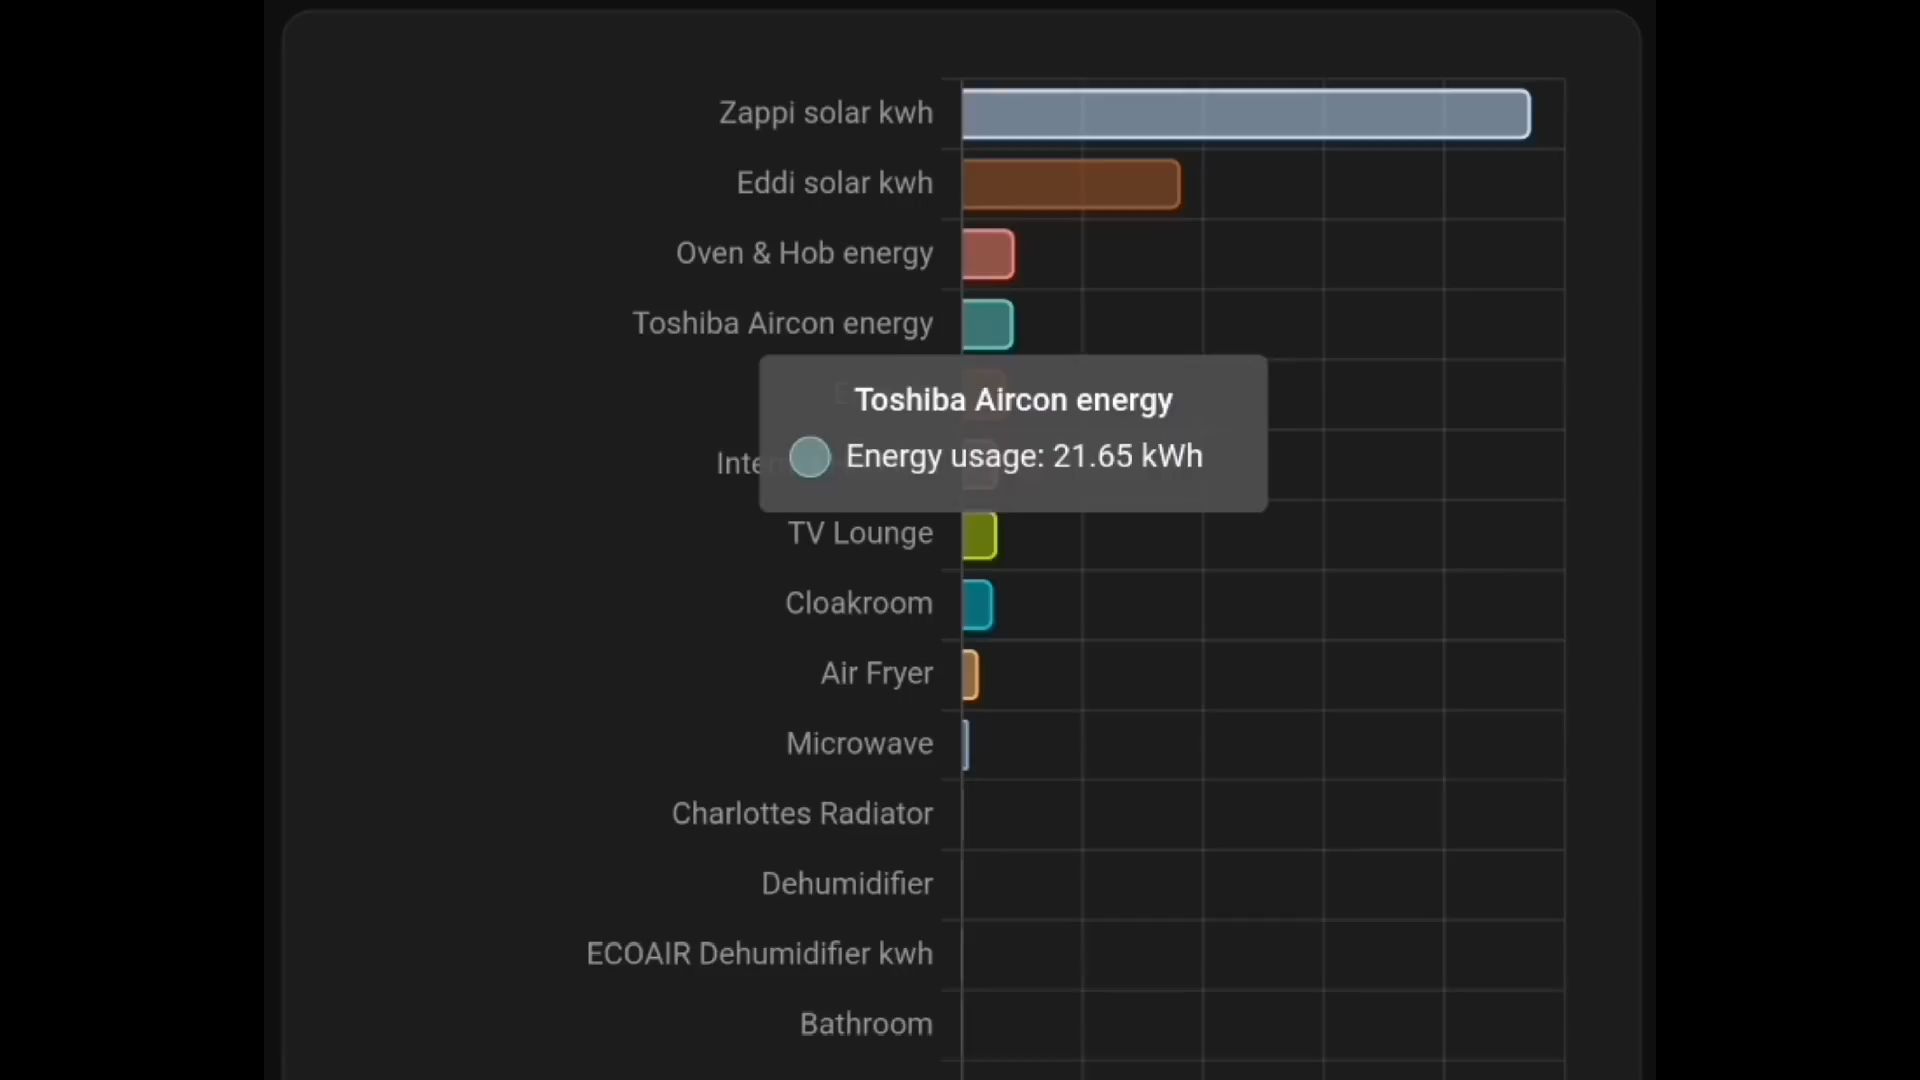 Zappi solar kwh
Eddi solar kwh
Oven & Hob energy
Toshiba Aircon energy
Toshiba Aircon energy
Energy usage: 21.65 kWh
TV Lounge
Cloakroom
Air Fryer
Microwave
Charlottes Radiator
Dehumidifier
ECOAIR Dehumidifier kwh
Bathroom